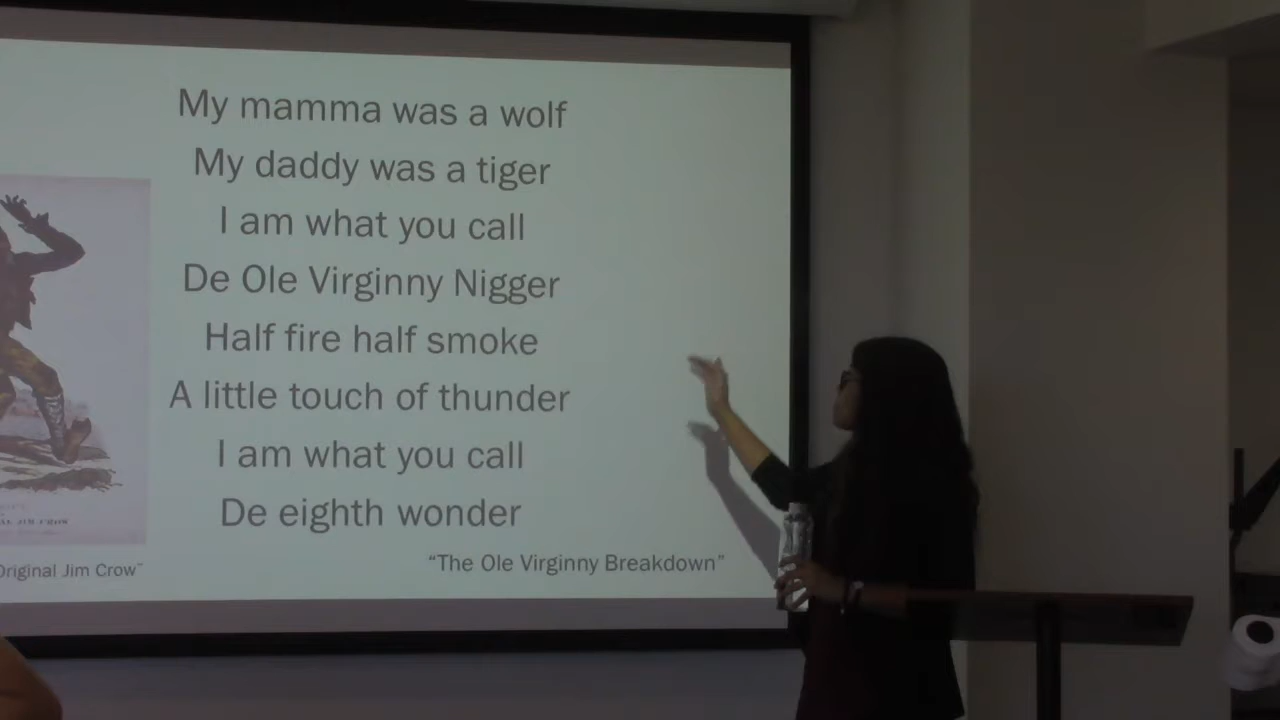 My mamma was a wolf
My daddy was a tiger
I am what you call
De Ole Virginny Nigger
Half fire half smoke
A little touch of thunder
I am what you call
De eighth wonder
"The Ole Virginny Breakdown"
JIM CROW
Original Jim Crow"